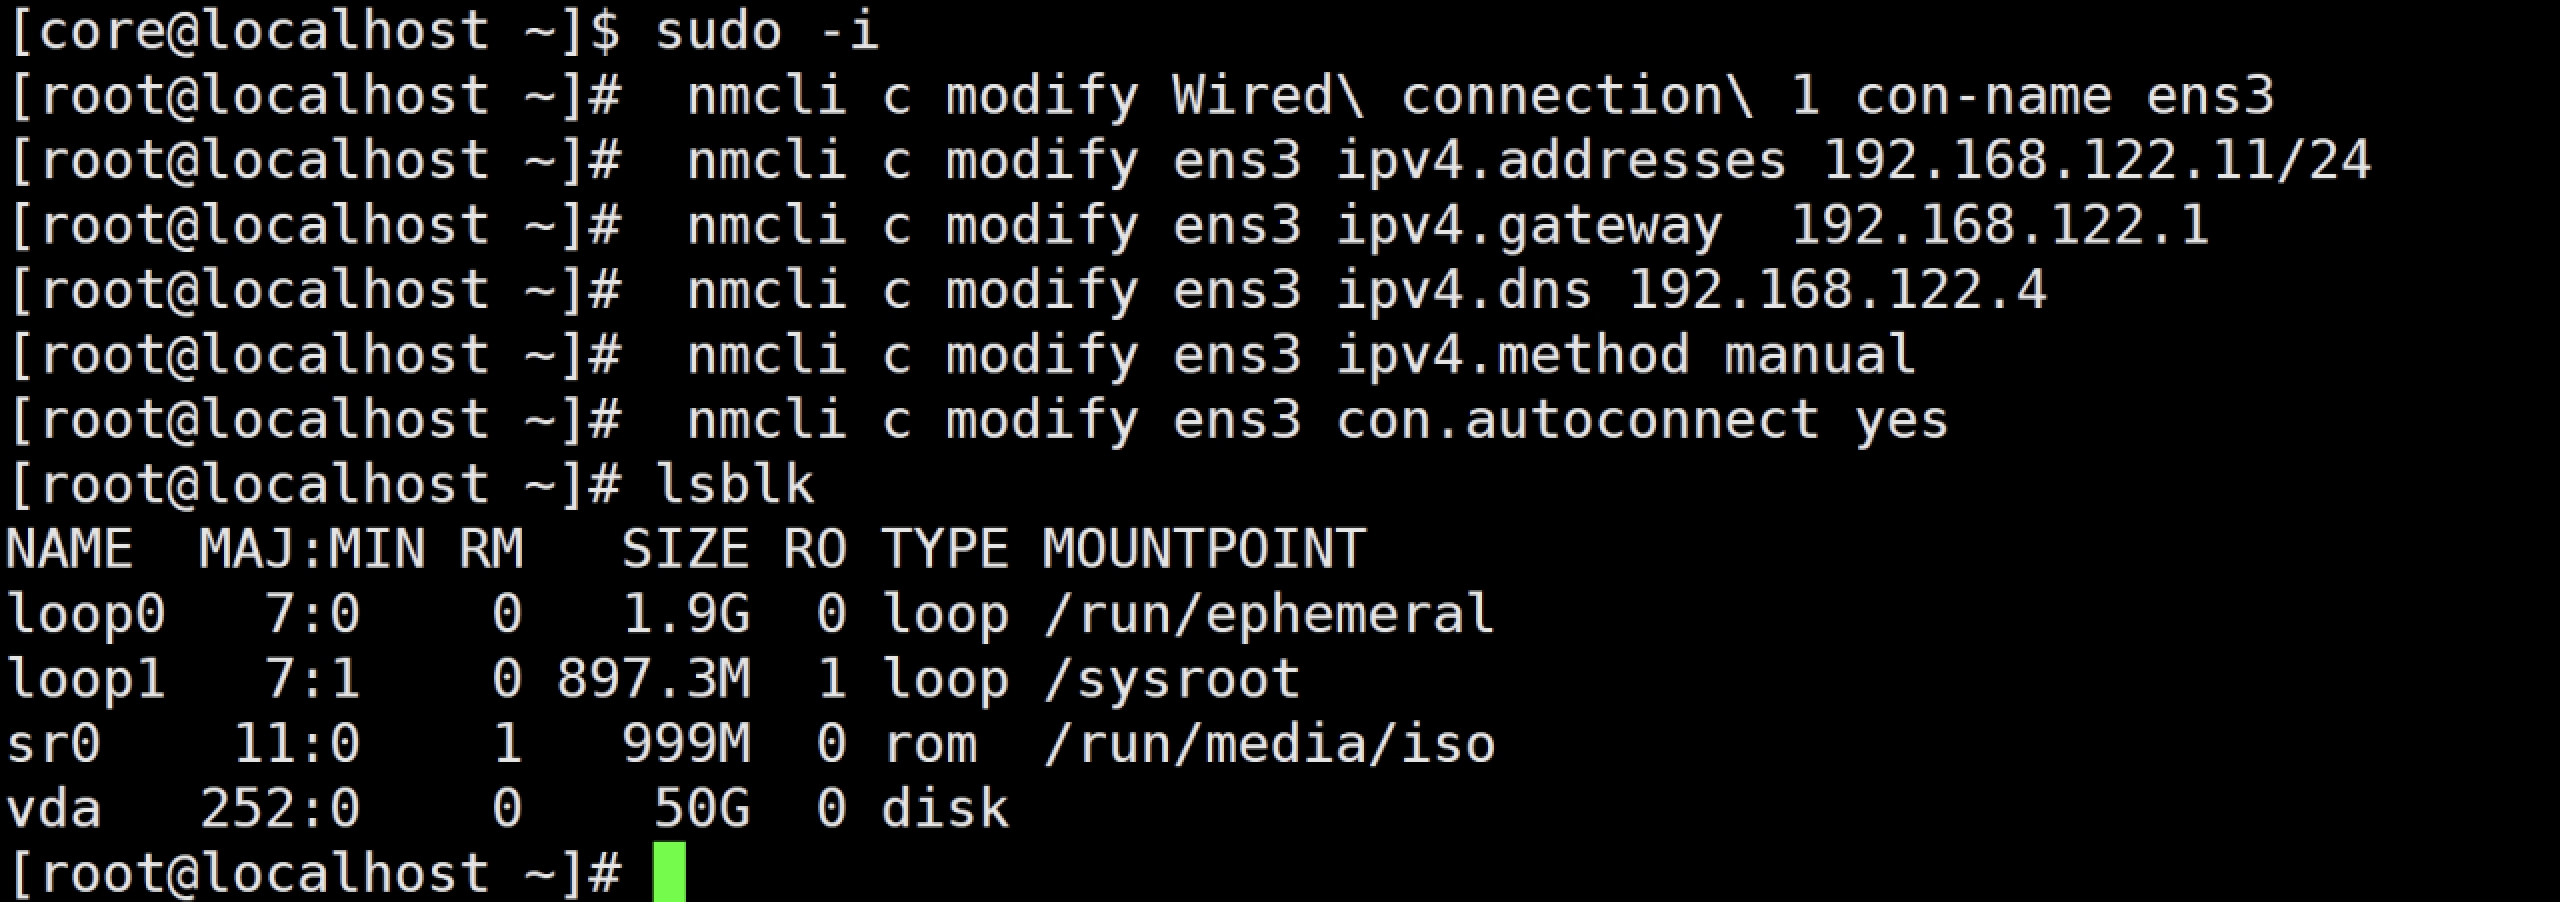 [core@localhost ~]$ sudo -i
[root@localhost ~]#  nmcli c modify Wired\ connection\ 1 con-name ens3
[root@localhost ~]#  nmcli c modify ens3 ipv4.addresses 192.168.122.11/24
[root@localhost ~]#  nmcli c modify ens3 ipv4.gateway  192.168.122.1
[root@localhost ~]#  nmcli c modify ens3 ipv4.dns 192.168.122.4
[root@localhost ~]#  nmcli c modify ens3 ipv4.method manual
[root@localhost ~]#  nmcli c modify ens3 con.autoconnect yes
[root@localhost ~]# lsblk
NAME  MAJ:MIN RM   SIZE RO TYPE MOUNTPOINT
loop0   7:0    0   1.9G  0 loop /run/ephemeral
loop1   7:1    0 897.3M  1 loop /sysroot
sr0    11:0    1   999M  0 rom  /run/media/iso
vda   252:0    0    50G  0 disk
[root@localhost ~]#